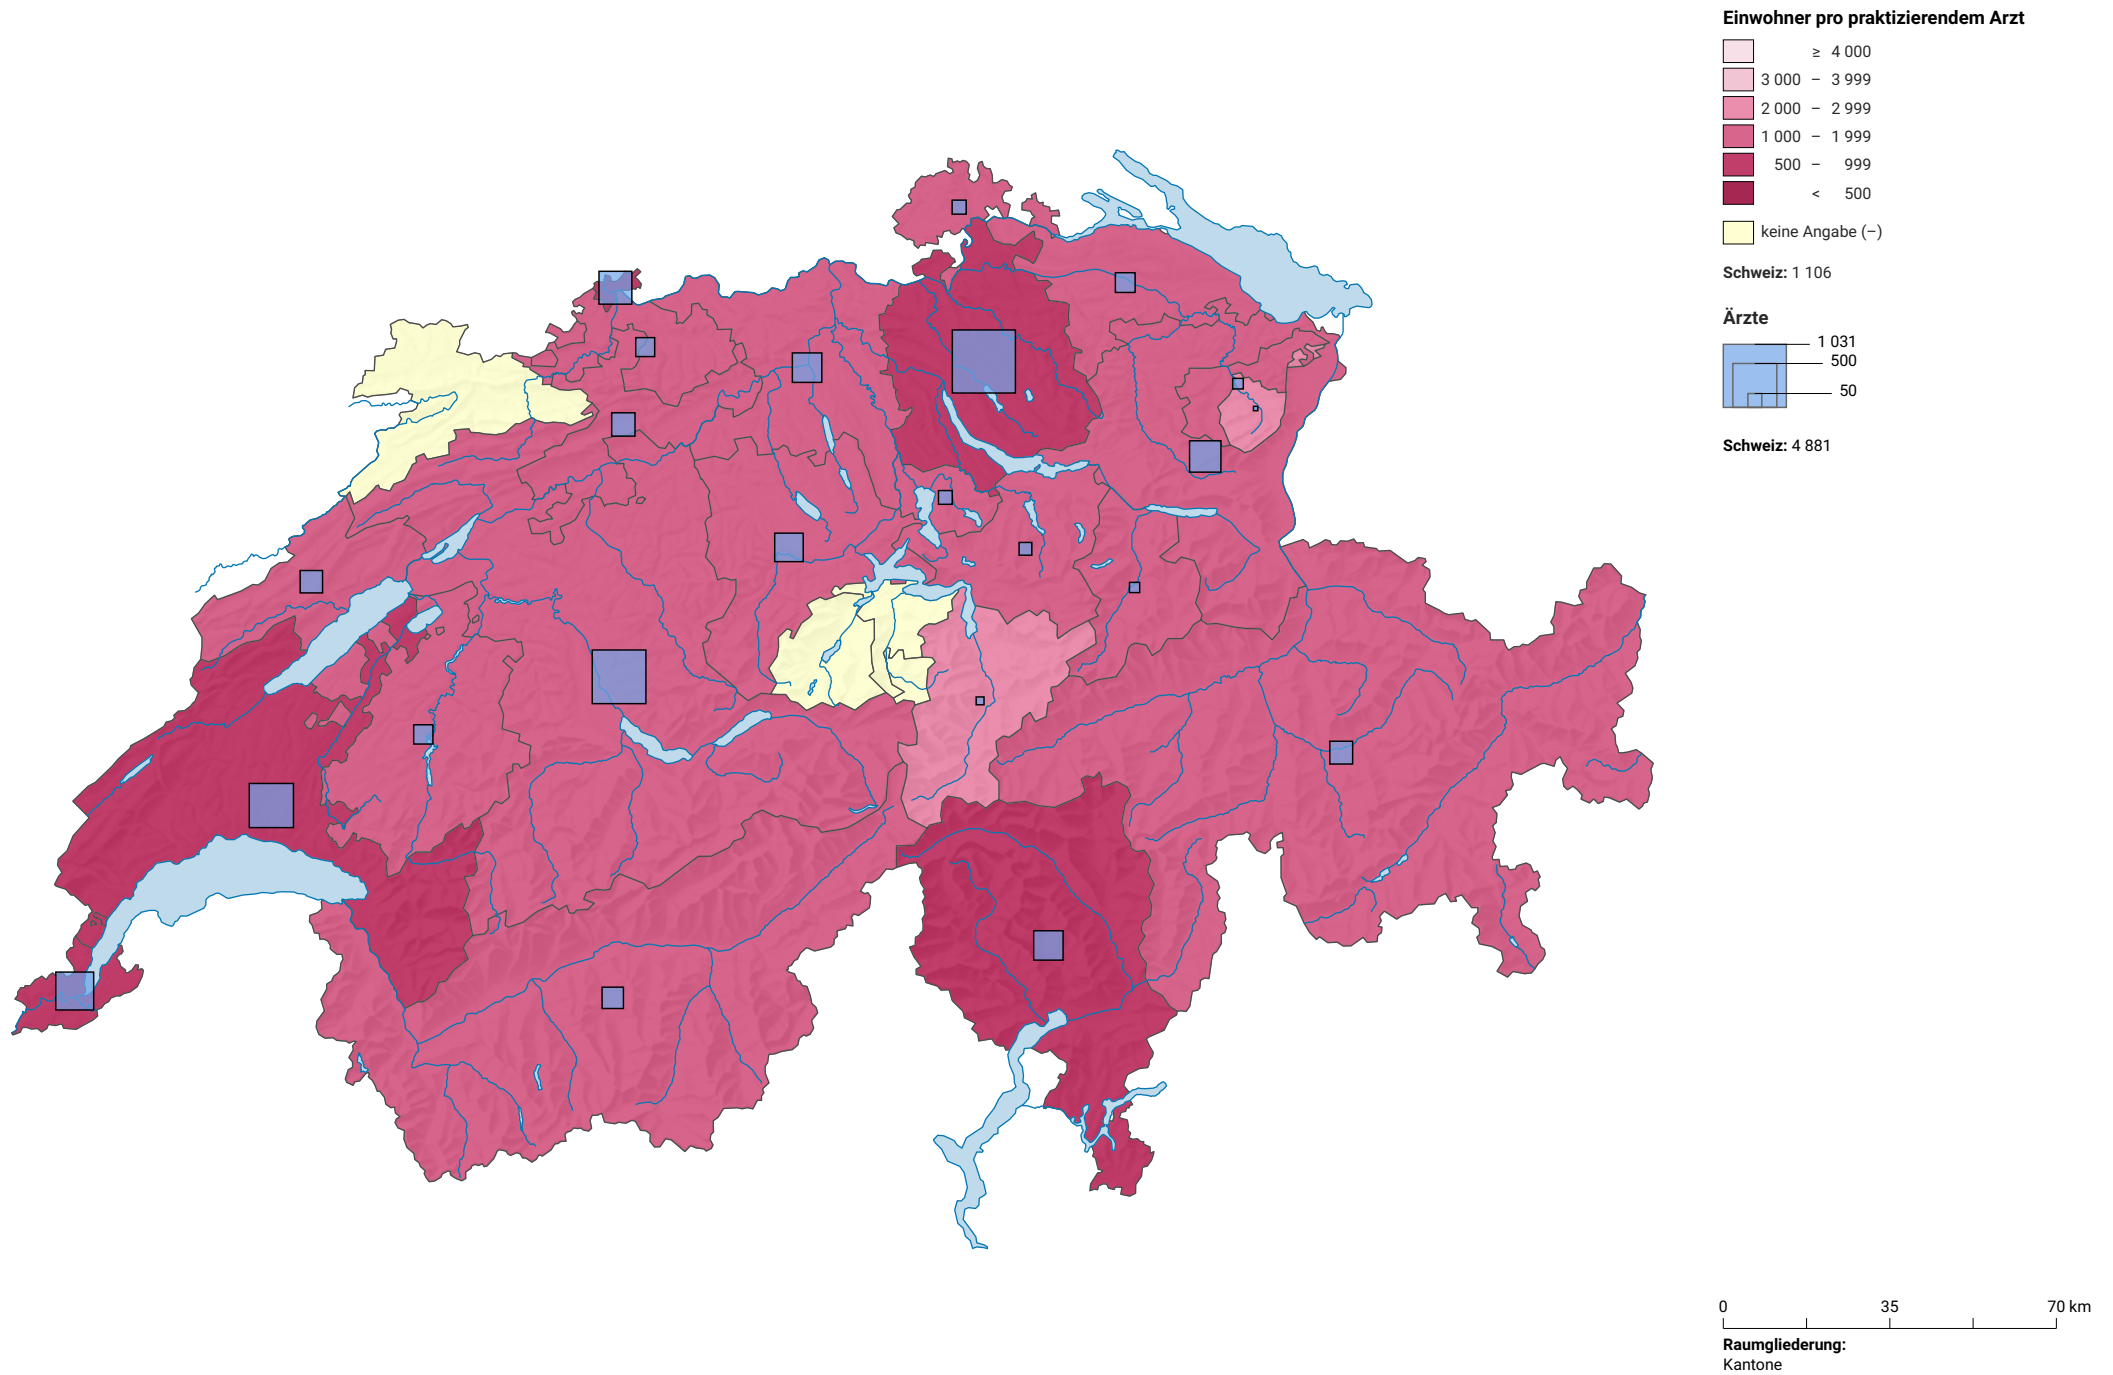 Einwohner pro praktizierendem Arzt
≥ 4 000
3 000 – 3 999
2 000 – 2 999
1 000 – 1 999
500 – 999
< 500
keine Angabe (–)
Schweiz: 1 106
Ärzte
1 031
500
50
Schweiz: 4 881
0 35 70 km
Raumgliederung:
Kantone